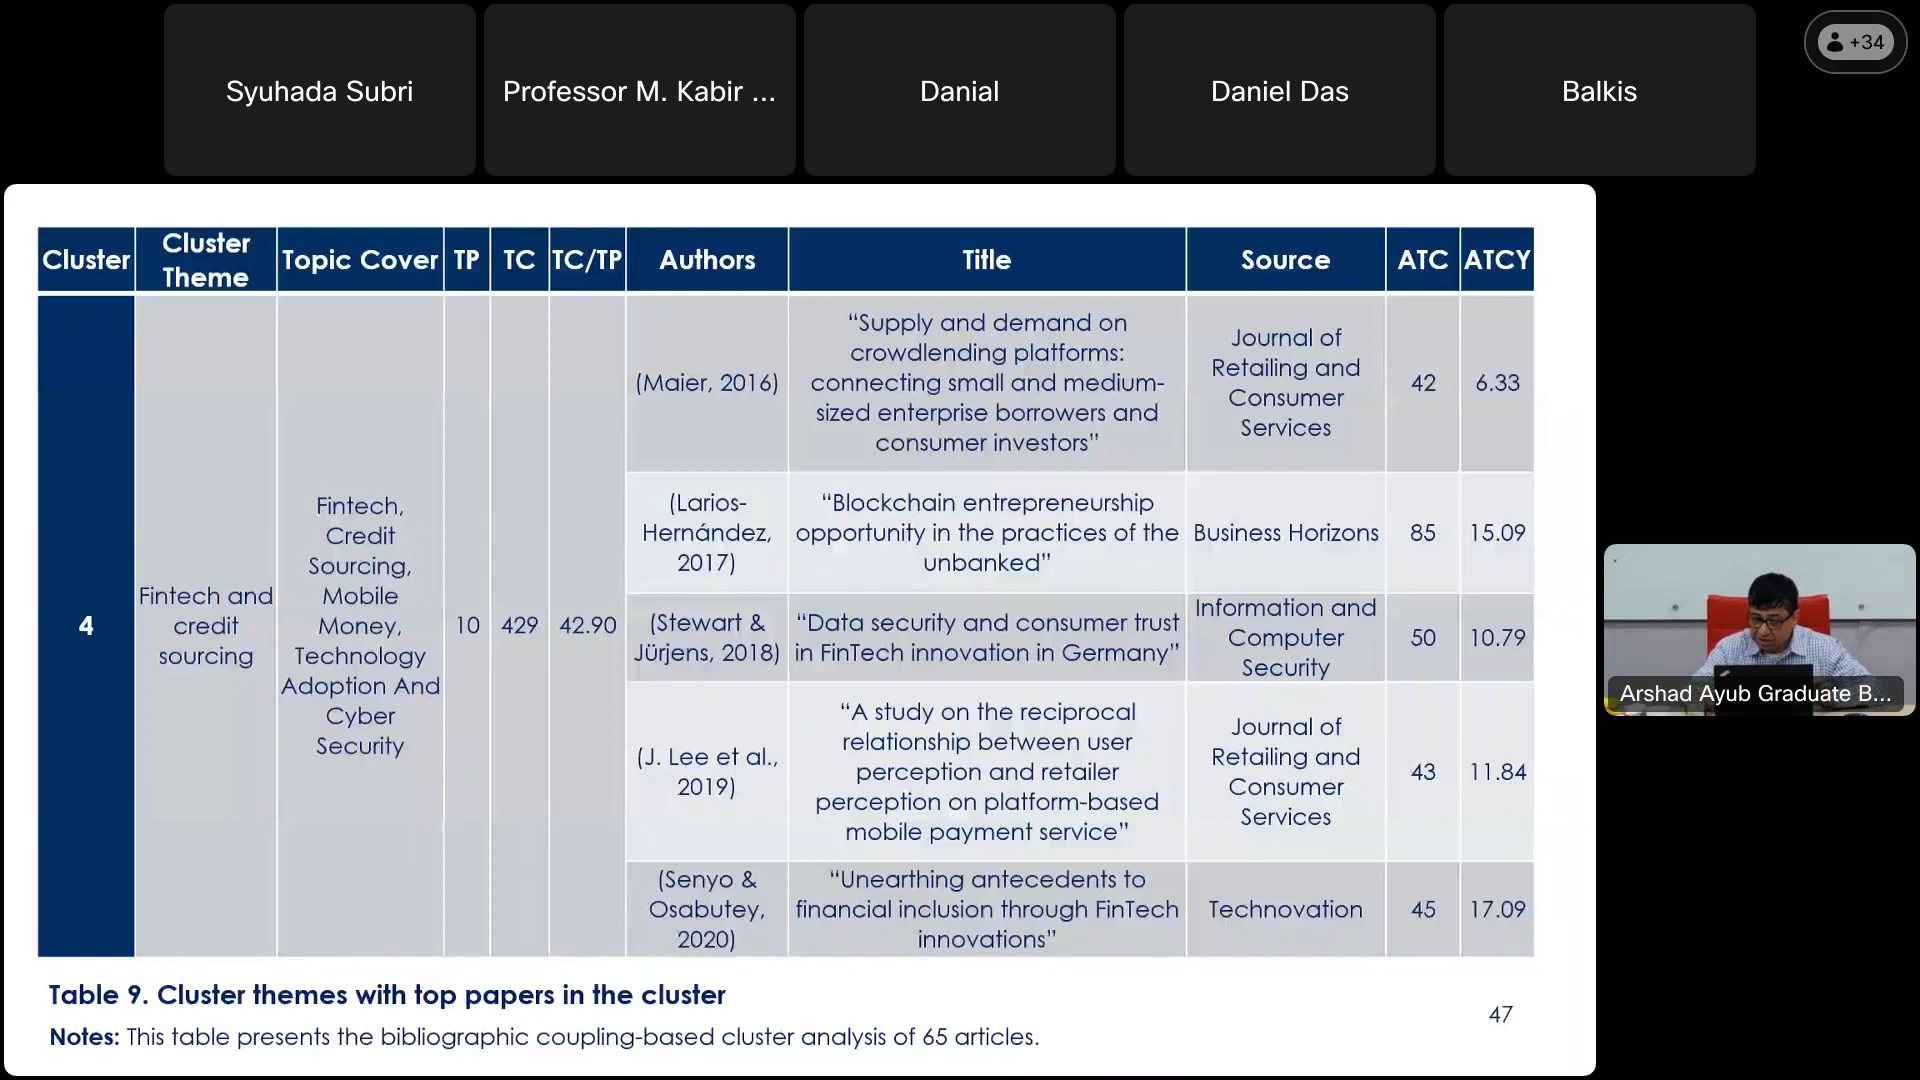 Syuhada Subri
Professor M. Kabir ...
Danial
Daniel Das
Balkis
+34
Cluster
Cluster
Theme
Topic Cover
TP
TC
TC/TP
Authors
Title
Source
ATC
ATCY
4
Fintech and
credit
sourcing
Fintech,
Credit
Sourcing,
Mobile
Money,
Technology
Adoption And
Cyber
Security
10
429
42.90
(Maier, 2016)
“Supply and demand on
crowdlending platforms:
connecting small and medium-
sized enterprise borrowers and
consumer investors”
Journal of
Retailing and
Consumer
Services
42
6.33
(Larios-
Hernández,
2017)
“Blockchain entrepreneurship
opportunity in the practices of the
unbanked”
Business Horizons
85
15.09
(Stewart &
Jürjens, 2018)
“Data security and consumer trust
in FinTech innovation in Germany”
Information and
Computer
Security
50
10.79
(J. Lee et al.,
2019)
“A study on the reciprocal
relationship between user
perception and retailer
perception on platform-based
mobile payment service”
Journal of
Retailing and
Consumer
Services
43
11.84
(Senyo &
Osabutey,
2020)
“Unearthing antecedents to
financial inclusion through FinTech
innovations”
Technovation
45
17.09
Table 9. Cluster themes with top papers in the cluster
Notes: This table presents the bibliographic coupling-based cluster analysis of 65 articles.
47
Arshad Ayub Graduate B...